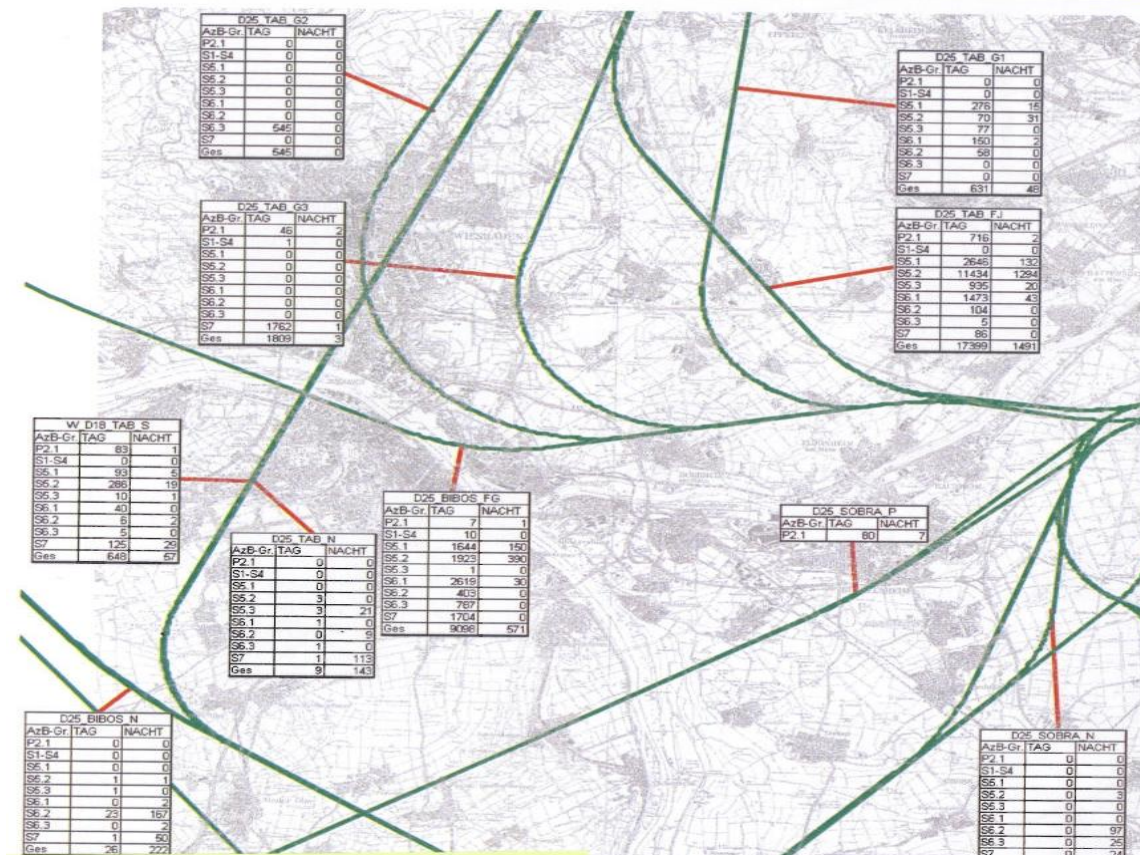 D25_TAB_G2
AzB-Gr. TAG NACHT
P2.1 0 0
S1-S4 0 0
S5.1 0 0
S5.2 0 0
S5.3 0 0
S6.1 0 0
S6.2 0 0
S6.3 545 0
S7 0 0
Ges 545 0
D25_TAB_G1
AzB-Gr. TAG NACHT
P2.1 0 0
S1-S4 0 0
S5.1 276 15
S5.2 70 31
S5.3 77 0
S6.1 150 2
S6.2 58 0
S6.3 0 0
S7 0 0
Ges 631 48
D25_TAB_G3
AzB-Gr. TAG NACHT
P2.1 46 2
S1-S4 1 0
S5.1 0 0
S5.2 0 0
S5.3 0 0
S6.1 0 0
S6.2 0 0
S6.3 0 0
S7 1762 1
Ges 1809 3
D25_TAB_FJ
AzB-Gr. TAG NACHT
P2.1 716 2
S1-S4 0 0
S5.1 2646 132
S5.2 11434 1294
S5.3 935 20
S6.1 1473 43
S6.2 104 0
S6.3 5 0
S7 86 0
Ges 17399 1491
WIESBADEN
W_D18_TAB_S
AzB-Gr. TAG NACHT
P2.1 83 1
S1-S4 0 0
S5.1 93 5
S5.2 286 19
S5.3 10 1
S6.1 40 0
S6.2 6 2
S6.3 5 0
S7 125 29
Ges 648 57
D25_TAB_N
AzB-Gr. TAG NACHT
P2.1 0 0
S1-S4 0 0
S5.1 0 0
S5.2 3 0
S5.3 3 21
S6.1 1 0
S6.2 0 9
S6.3 1 0
S7 1 113
Ges 9 143
D25_BIBOS_FG
AzB-Gr. TAG NACHT
P2.1 7 1
S1-S4 10 0
S5.1 1644 150
S5.2 1923 390
S5.3 1 0
S6.1 2619 30
S6.2 403 0
S6.3 787 0
S7 1704 0
Ges 9098 571
D25_SOBRA_P
AzB-Gr. TAG NACHT
P2.1 80 7
D25_BIBOS_N
AzB-Gr. TAG NACHT
P2.1 0 0
S1-S4 0 0
S5.1 0 0
S5.2 1 1
S5.3 1 0
S6.1 0 2
S6.2 23 167
S6.3 0 2
S7 1 50
Ges 26 222
D25_SOBRA_N
AzB-Gr. TAG NACHT
P2.1 0 0
S1-S4 0 0
S5.1 0 0
S5.2 0 3
S5.3 0 0
S6.1 0 0
S6.2 0 97
S6.3 0 25
S7 0 24